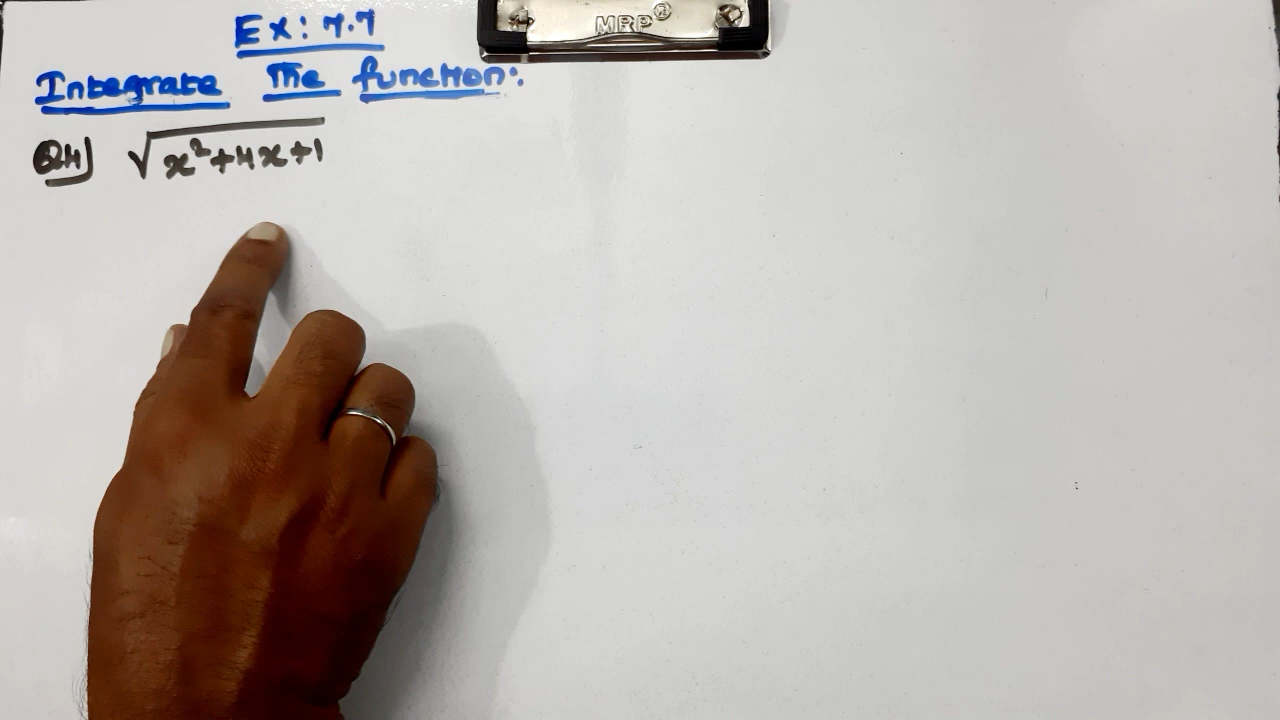 MRP®
Ex: 7.7
Integrate The function:
Q4) √x²+4x+1